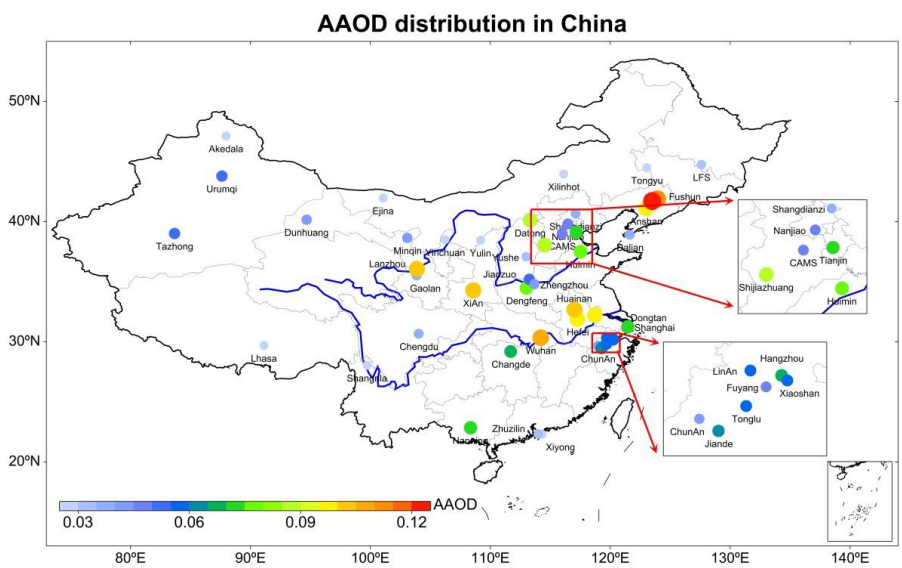 AAOD distribution in China
50ºN
40ºN
30ºN
20ºN
80ºE
90ºE
100ºE
110ºE
120ºE
130ºE
140ºE
Akedala
Urumqi
Tazhong
Dunhuang
Ejina
Xilinhot
Tongyu
LFS
Fushun
Anshan
Dalian
Datong
Shangdianzi
Nanjiao
CAMS
Huimin
Minqin
Yinchuan
Yulin
Yushe
Lanzhou
Gaolan
Jiaozuo
Zhengzhou
Dengfeng
Huainan
XiAn
Hefei
Dongtan
Shanghai
Chengdu
Wuhan
ChunAn
Changde
Lhasa
Shangrila
Nanning
Zhuzilin
Xiyong
Shangdianzi
Nanjiao
CAMS
Tianjin
Shijiazhuang
Huimin
Hangzhou
LinAn
Fuyang
Xiaoshan
Tonglu
ChunAn
Jiande
AAOD
0.03
0.06
0.09
0.12